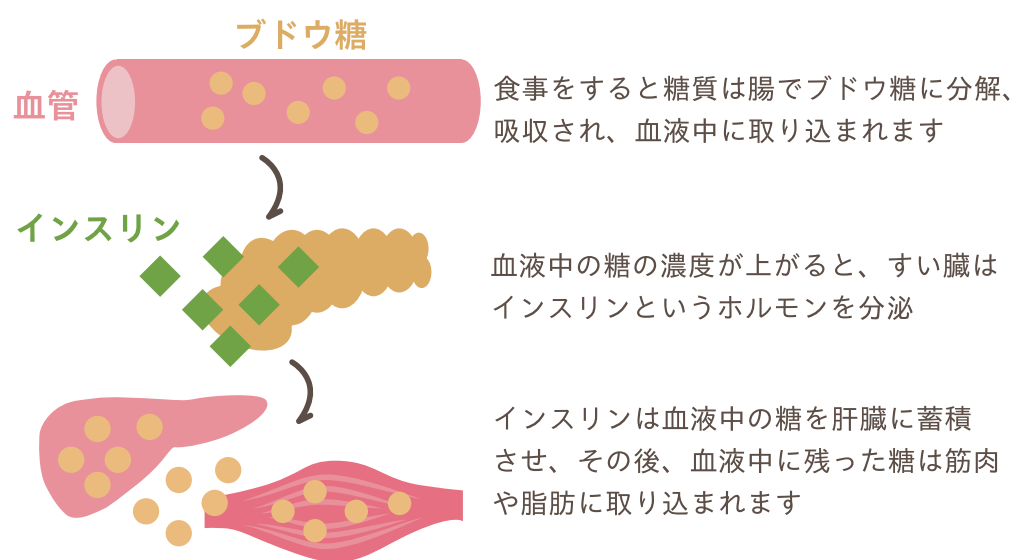 ブドウ糖
血管
食事をすると糖質は腸でブドウ糖に分解、
吸収され、血液中に取り込まれます
インスリン
血液中の糖の濃度が上がると、すい臓は
インスリンというホルモンを分泌
インスリンは血液中の糖を肝臓に蓄積
させ、その後、血液中に残った糖は筋肉
や脂肪に取り込まれます